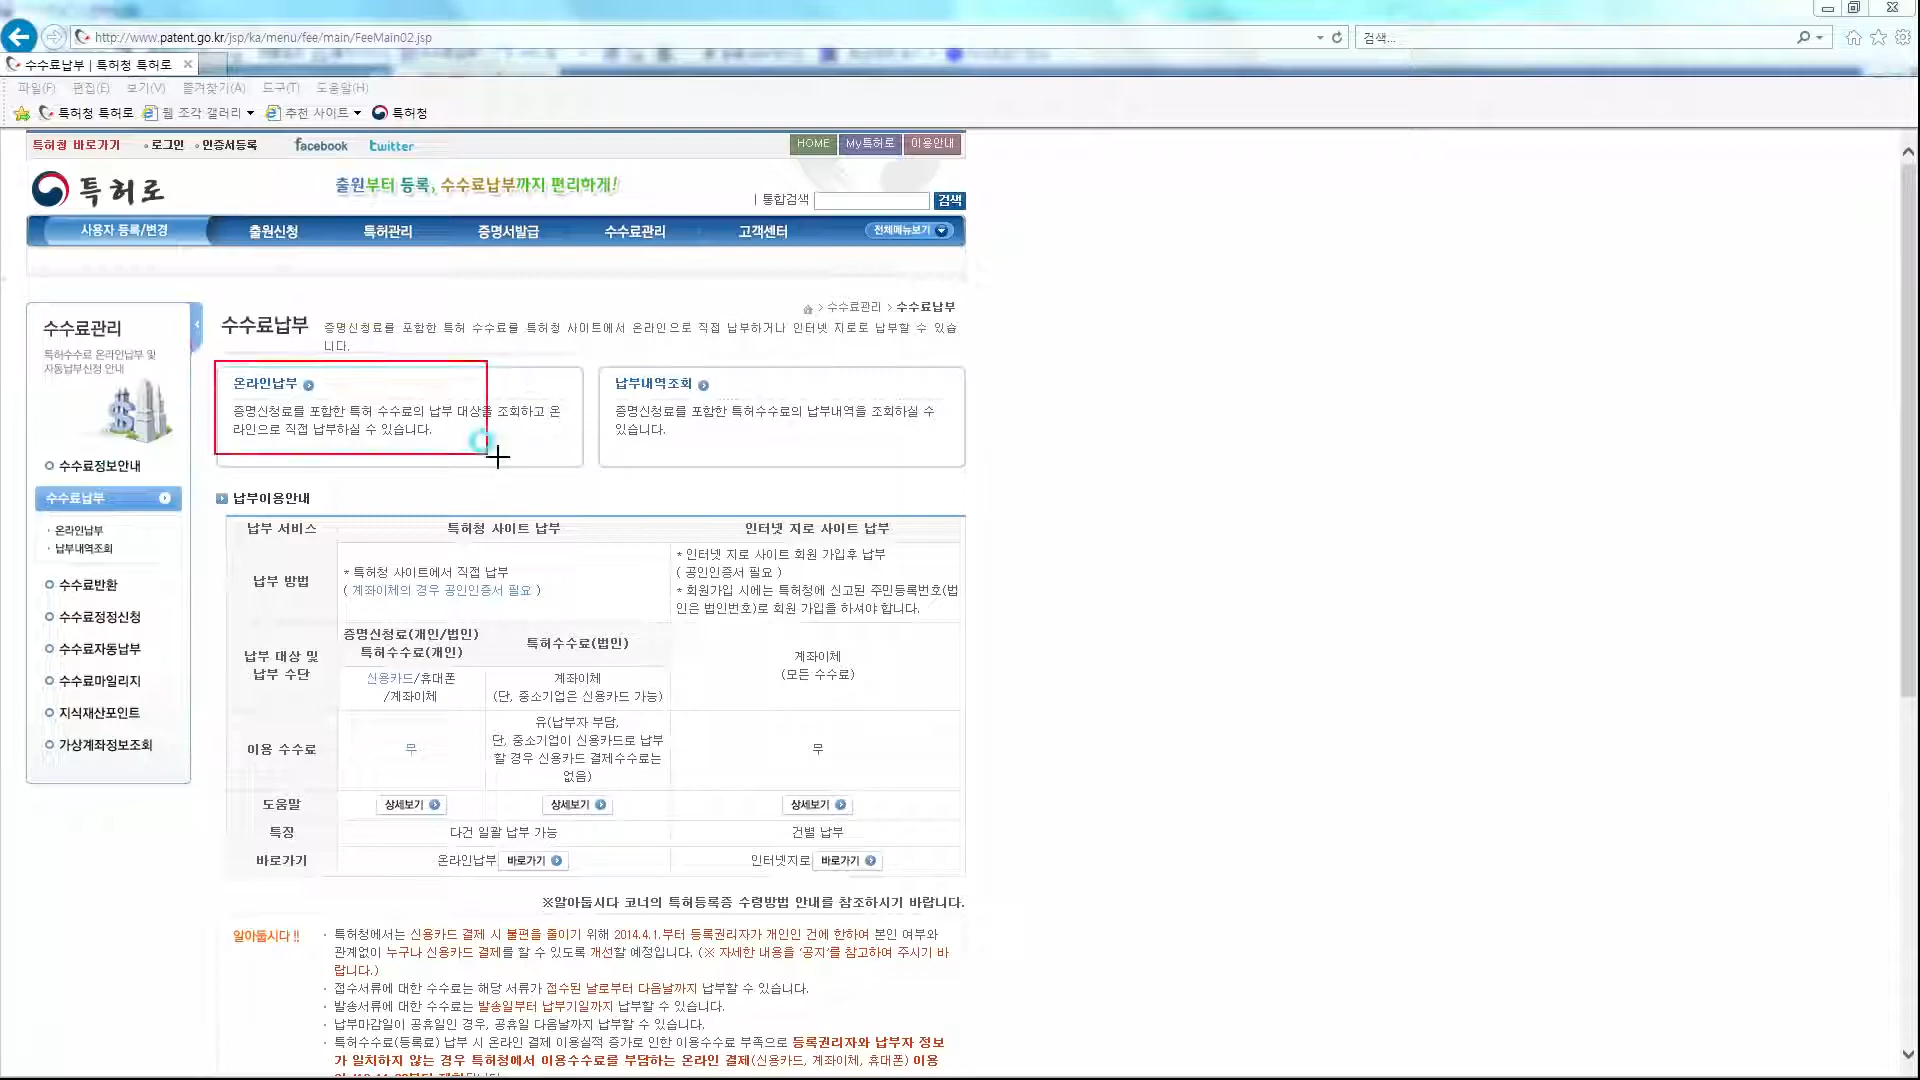 http://www.patent.go.kr/jsp/ka/menu/fee/main/FeeMain02.jsp
검색...
수수료납부 | 특허청 특허로
파일(F) 편집(E) 보기(V) 즐겨찾기(A) 도구(T) 도움말(H)
특허청 특허로 웹 조각 갤러리 추천 사이트 특허청
특허청 바로가기 로그인 인증서등록 facebook twitter HOME My특허로 이용안내
특허로 출원부터 등록, 수수료납부까지 편리하게!
통합검색 검색
사용자 등록/변경 출원신청 특허관리 증명서발급 수수료관리 고객센터 전체메뉴보기
> 수수료관리 > 수수료납부
수수료관리
특허수수료 온라인납부 및
자동납부신청 안내
수수료정보안내
수수료납부
· 온라인납부
· 납부내역조회
수수료반환
수수료정정신청
수수료자동납부
수수료마일리지
지식재산포인트
가상계좌정보조회
수수료납부 증명신청료를 포함한 특허 수수료를 특허청 사이트에서 온라인으로 직접 납부하거나 인터넷 지로로 납부할 수 있습
니다.
온라인납부
증명신청료를 포함한 특허 수수료의 납부 대상을 조회하고 온
라인으로 직접 납부하실 수 있습니다.
납부내역조회
증명신청료를 포함한 특허수수료의 납부내역을 조회하실 수
있습니다.
납부이용안내
납부 서비스 특허청 사이트 납부 인터넷 지로 사이트 납부
납부 방법
* 특허청 사이트에서 직접 납부
( 계좌이체의 경우 공인인증서 필요 )
* 인터넷 지로 사이트 회원 가입후 납부
( 공인인증서 필요 )
* 회원가입 시에는 특허청에 신고된 주민등록번호(법
인은 법인번호)로 회원 가입을 하셔야 합니다.
납부 대상 및
납부 수단
증명신청료(개인/법인)
특허수수료(개인)
특허수수료(법인)
신용카드/휴대폰
/계좌이체
계좌이체
(단, 중소기업은 신용카드 가능)
계좌이체
(모든 수수료)
이용 수수료
무
유(납부자 부담,
단, 중소기업이 신용카드로 납부
할 경우 신용카드 결제수수료는
없음)
무
도움말 상세보기 상세보기 상세보기
특장 다건 일괄 납부 가능 건별 납부
바로가기 온라인납부 바로가기 인터넷지로 바로가기
※알아둡시다 코너의 특허등록증 수령방법 안내를 참조하시기 바랍니다.
알아둡시다 !!
· 특허청에서는 신용카드 결제 시 불편을 줄이기 위해 2014.4.1.부터 등록권리자가 개인인 건에 한하여 본인 여부와
관계없이 누구나 신용카드 결제를 할 수 있도록 개선할 예정입니다. (※ 자세한 내용을 '공지'를 참고하여 주시기 바
랍니다.)
· 접수서류에 대한 수수료는 해당 서류가 접수된 날로부터 다음날까지 납부할 수 있습니다.
· 발송서류에 대한 수수료는 발송일부터 납부기일까지 납부할 수 있습니다.
· 납부마감일이 공휴일인 경우, 공휴일 다음날까지 납부할 수 있습니다.
· 특허수수료(등록료) 납부 시 온라인 결제 이용실적 증가로 인한 이용수수료 부족으로 등록권리자와 납부자 정보
가 일치하지 않는 경우 특허청에서 이용수수료를 부담하는 온라인 결제(신용카드, 계좌이체, 휴대폰) 이용